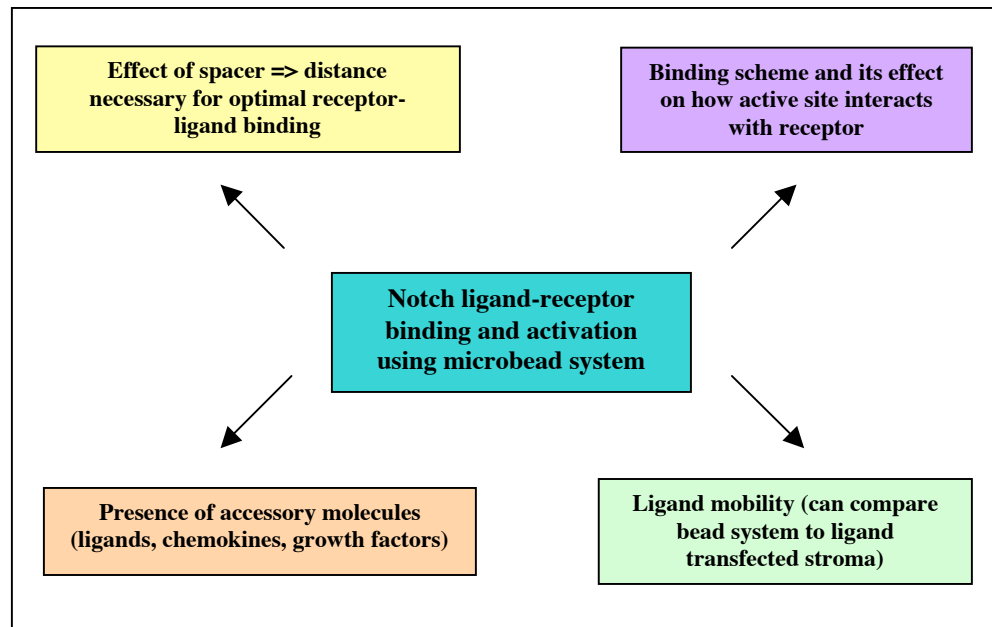 Effect of spacer => distance
necessary for optimal receptor-
ligand binding
Binding scheme and its effect
on how active site interacts
with receptor
Notch ligand-receptor
binding and activation
using microbead system
Presence of accessory molecules
(ligands, chemokines, growth factors)
Ligand mobility (can compare
bead system to ligand
transfected stroma)